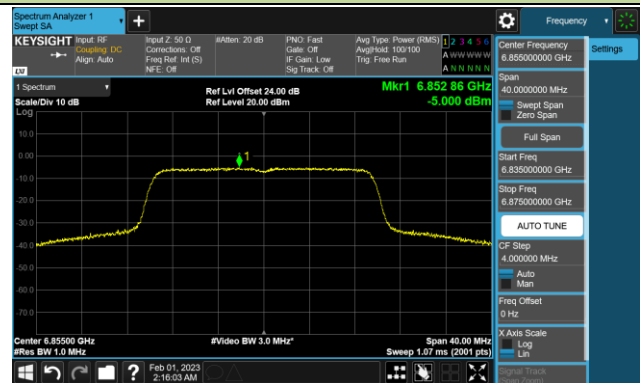 Spectrum Analyzer 1
Swept SA
Frequency
KEYSIGHT
Input: RF
Coupling: DC
Align: Auto
Input Z: 50 Ω
Corrections: Off
Freq Ref: Int (S)
NFE: Off
#Atten: 20 dB
PNO: Fast
Gate: Off
IF Gain: Low
Sig Track: Off
Avg Type: Power (RMS)
Avg|Hold: 100/100
Trig: Free Run
1 2 3 4 5 6
A W W W W W
A N N N N N
LXI
1 Spectrum
Scale/Div 10 dB
Log
Ref Lvl Offset 24.00 dB
Ref Level 20.00 dBm
Mkr1 6.852 86 GHz
-5.000 dBm
10.0
0.00
-10.0
-20.0
-30.0
-40.0
-50.0
-60.0
-70.0
1
Center 6.85500 GHz
#Res BW 1.0 MHz
#Video BW 3.0 MHz*
Span 40.00 MHz
Sweep 1.07 ms (2001 pts)
Feb 01, 2023
2:16:03 AM
Center Frequency
6.855000000 GHz
Settings
Span
40.0000000 MHz
Swept Span
Zero Span
Full Span
Start Freq
6.835000000 GHz
Stop Freq
6.875000000 GHz
AUTO TUNE
CF Step
4.000000 MHz
Auto
Man
Freq Offset
0 Hz
X Axis Scale
Log
Lin
Signal Track